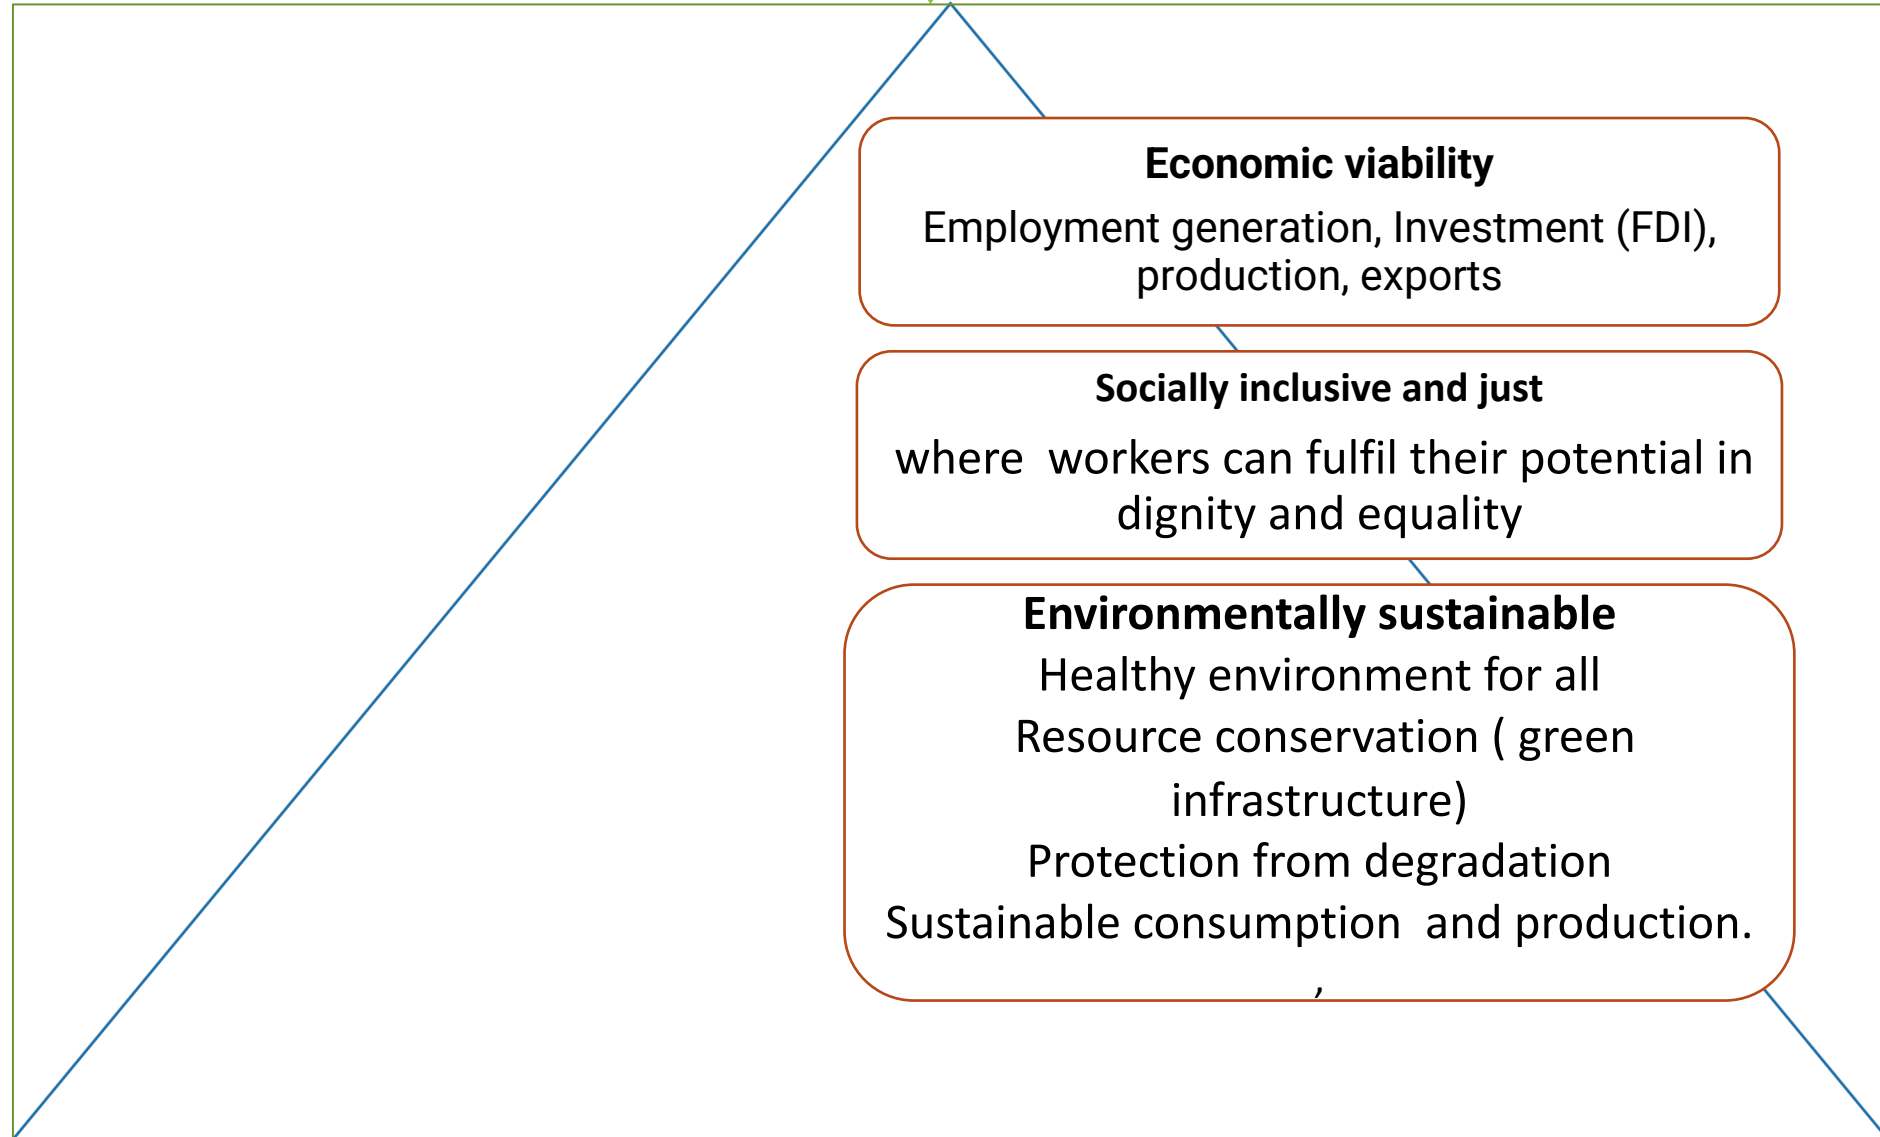 Economic viability
Employment generation, Investment (FDI),
production, exports
Socially inclusive and just
where  workers can fulfil their potential in
dignity and equality
Environmentally sustainable
Healthy environment for all
Resource conservation ( green
infrastructure)
Protection from degradation
Sustainable consumption  and production.
,